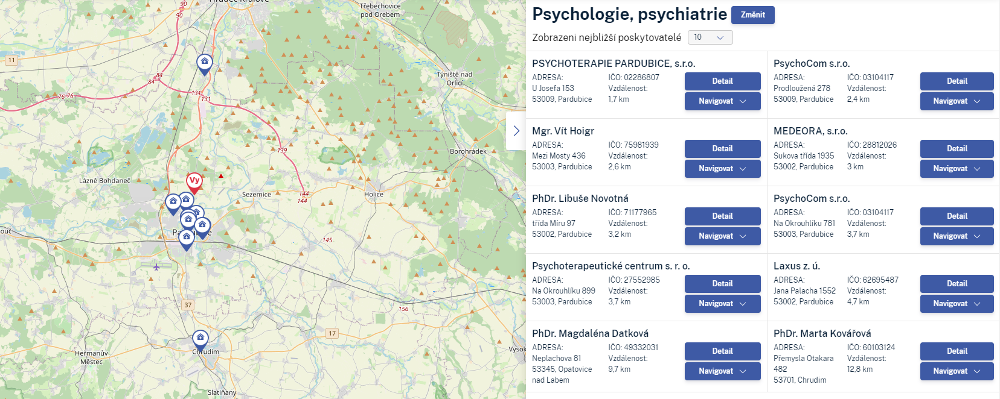 Hradec Králové
90
90
Třebechovice
pod Orebem
11
84
84
Týniště nad
Orlicí
131
131
76 76
139
Borohrádek
Lázně Bohdaneč
Vy
Sezemice
144
144
Holice
ouč
145
37
156
17
Chrudim
Heřmanův
Městec
Vysok
Slatiňany
Psychologie, psychiatrie
Změnit
Zobrazeni nejbližší poskytovatelé
10
PSYCHOTERAPIE PARDUBICE, s.r.o.
ADRESA:
U Josefa 153
53009, Pardubice
IČO: 02286807
Vzdálenost:
1,7 km
Detail
Navigovat
PsychoCom s.r.o.
ADRESA:
Prodloužená 278
53009, Pardubice
IČO: 03104117
Vzdálenost:
2,4 km
Detail
Navigovat
Mgr. Vít Hoigr
ADRESA:
Mezi Mosty 436
53003, Pardubice
IČO: 75981939
Vzdálenost:
2,6 km
Detail
Navigovat
MEDEORA, s.r.o.
ADRESA:
Sukova třída 1935
53002, Pardubice
IČO: 28812026
Vzdálenost:
3 km
Detail
Navigovat
PhDr. Libuše Novotná
ADRESA:
třída Míru 97
53002, Pardubice
IČO: 71177965
Vzdálenost:
3,2 km
Detail
Navigovat
PsychoCom s.r.o.
ADRESA:
Na Okrouhlíku 781
53003, Pardubice
IČO: 03104117
Vzdálenost:
3,7 km
Detail
Navigovat
Psychoterapeutické centrum s. r. o.
ADRESA:
Na Okrouhlíku 899
53003, Pardubice
IČO: 27552985
Vzdálenost:
3,7 km
Detail
Navigovat
Laxus z. ú.
ADRESA:
Jana Palacha 1552
53002, Pardubice
IČO: 62695487
Vzdálenost:
4,7 km
Detail
Navigovat
PhDr. Magdaléna Datková
ADRESA:
Neplachova 81
53345, Opatovice
nad Labem
IČO: 49332031
Vzdálenost:
9,7 km
Detail
Navigovat
PhDr. Marta Kovářová
ADRESA:
Přemysla Otakara
482
53701, Chrudim
IČO: 60103124
Vzdálenost:
12,8 km
Detail
Navigovat